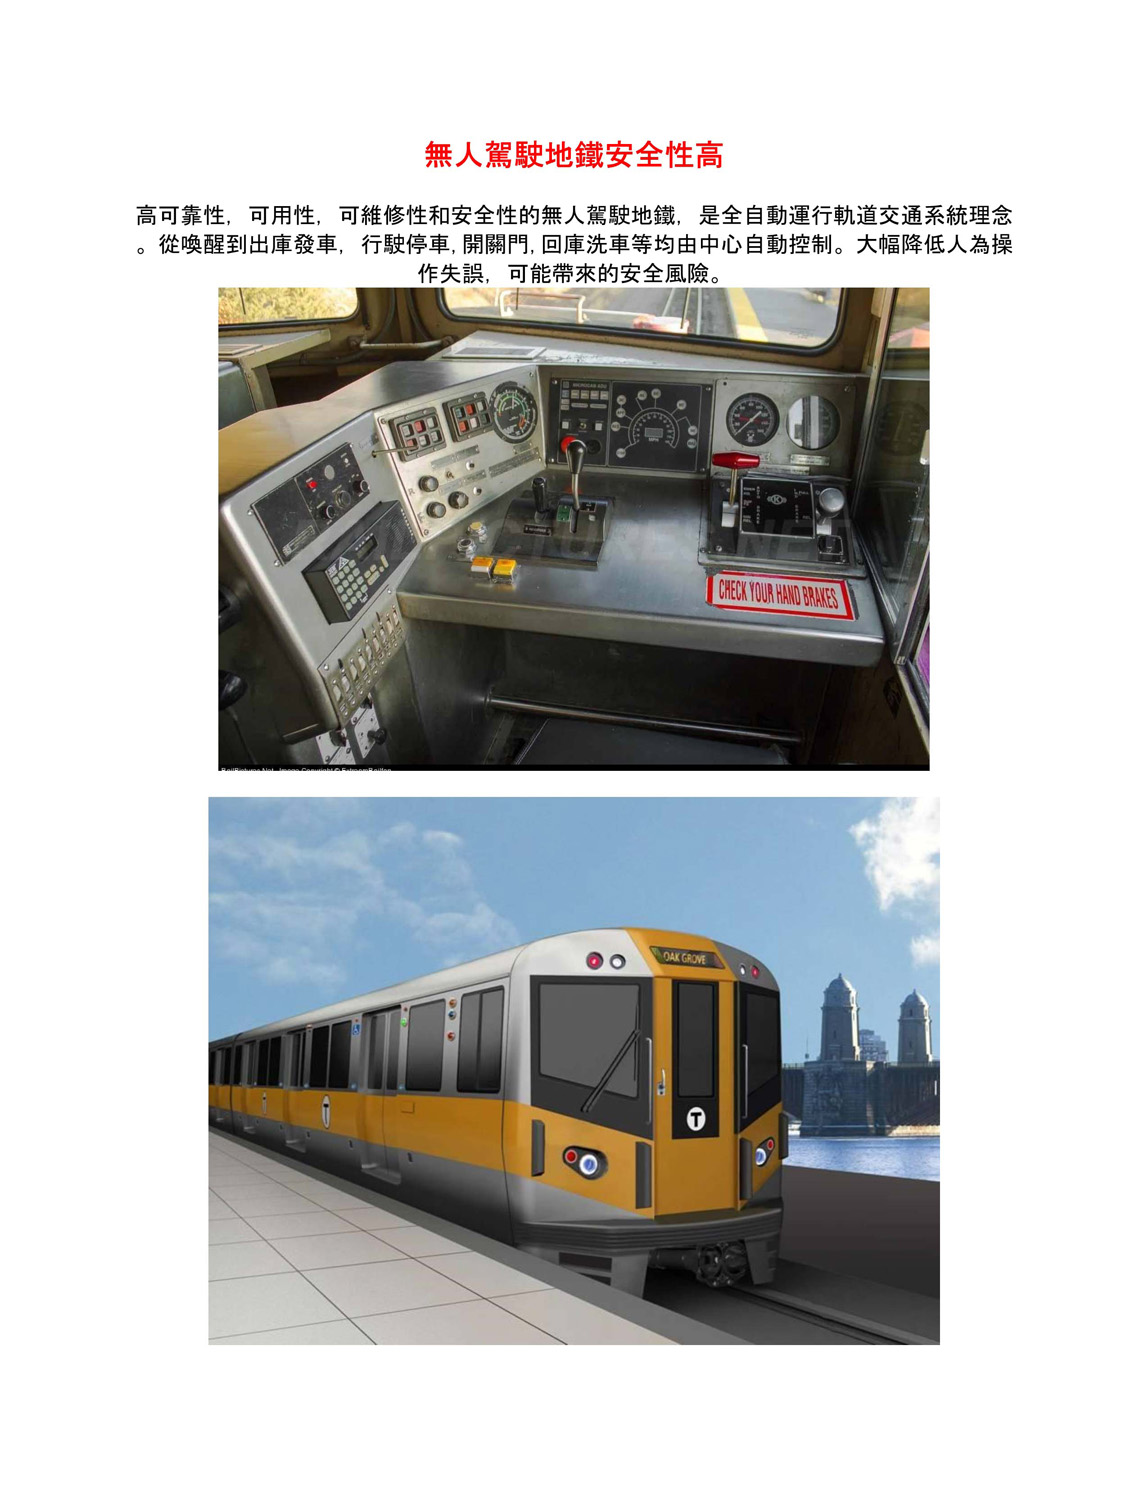 無人駕駛地鐵安全性高
高可靠性, 可用性, 可維修性和安全性的無人駕駛地鐵, 是全自動運行軌道交通系統理念
。從喚醒到出庫發車, 行駛停車, 開關門, 回庫洗車等均由中心自動控制。大幅降低人為操
作失誤, 可能帶來的安全風險。
MPH
K
CHECK YOUR HAND BRAKES
OAK GROVE
T
T